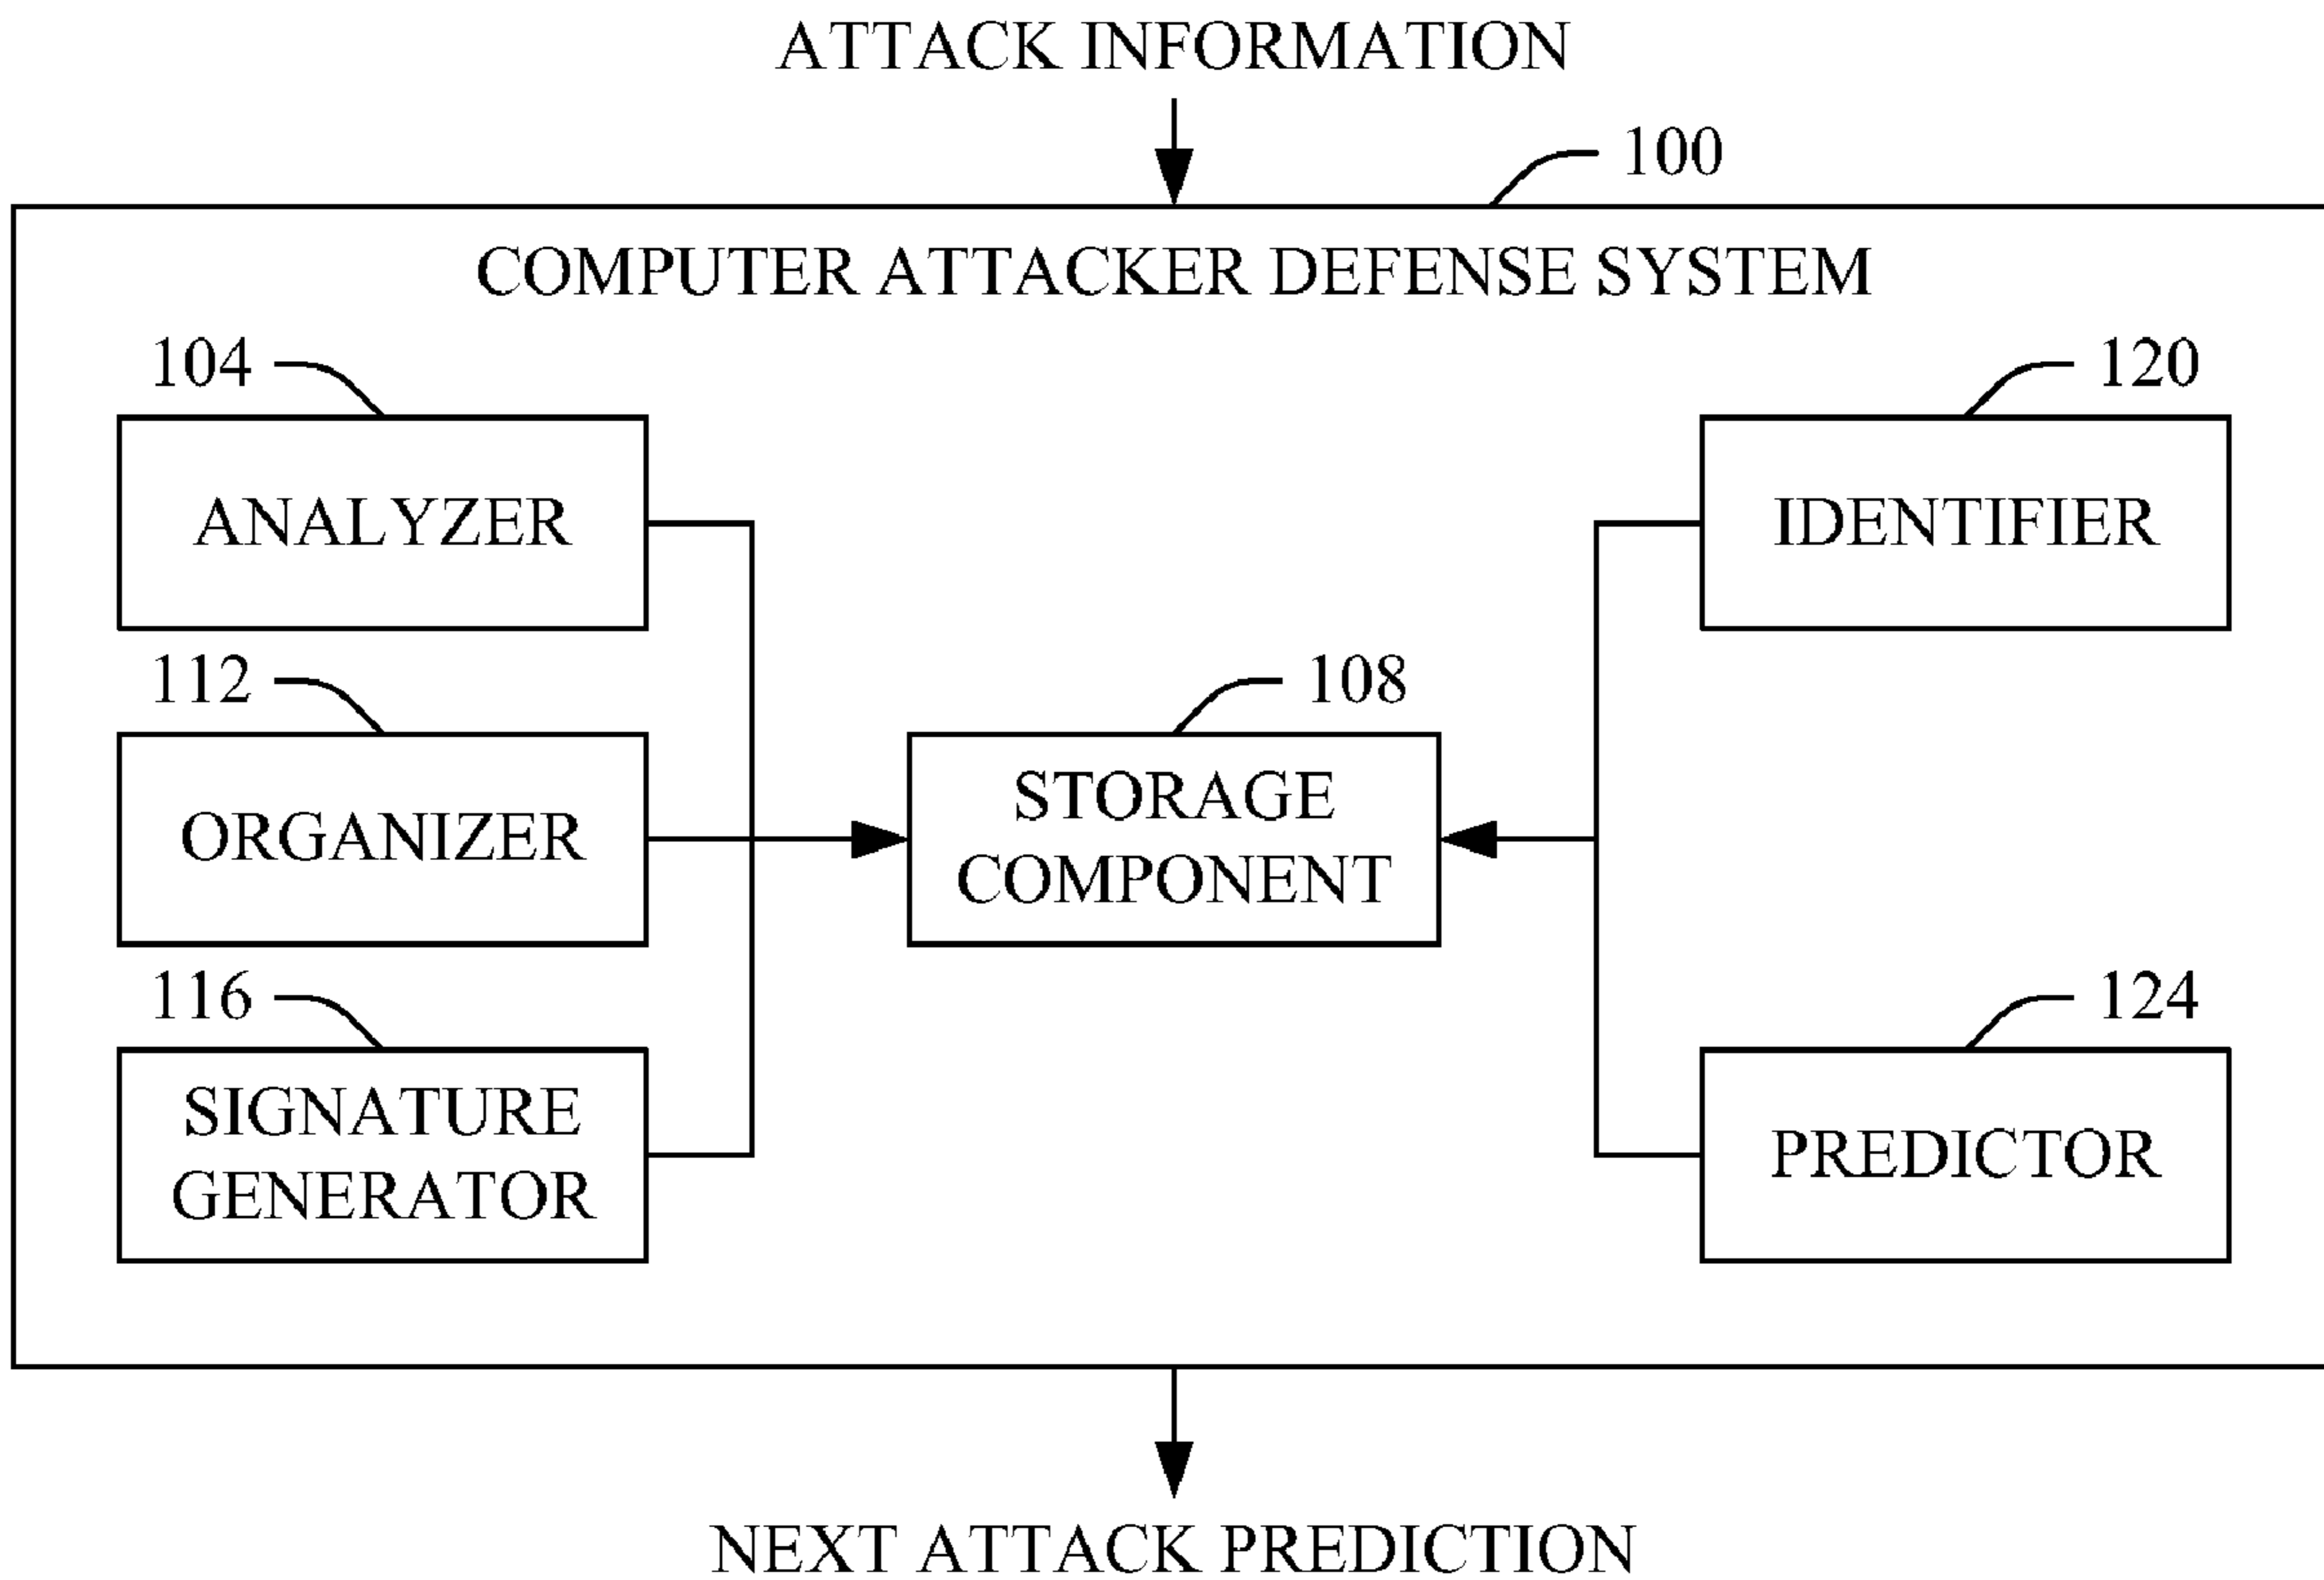 ATTACK INFORMATION
100
COMPUTER ATTACKER DEFENSE SYSTEM
104
ANALYZER
112
ORGANIZER
116
SIGNATURE
GENERATOR
108
STORAGE
COMPONENT
120
IDENTIFIER
124
PREDICTOR
NEXT ATTACK PREDICTION